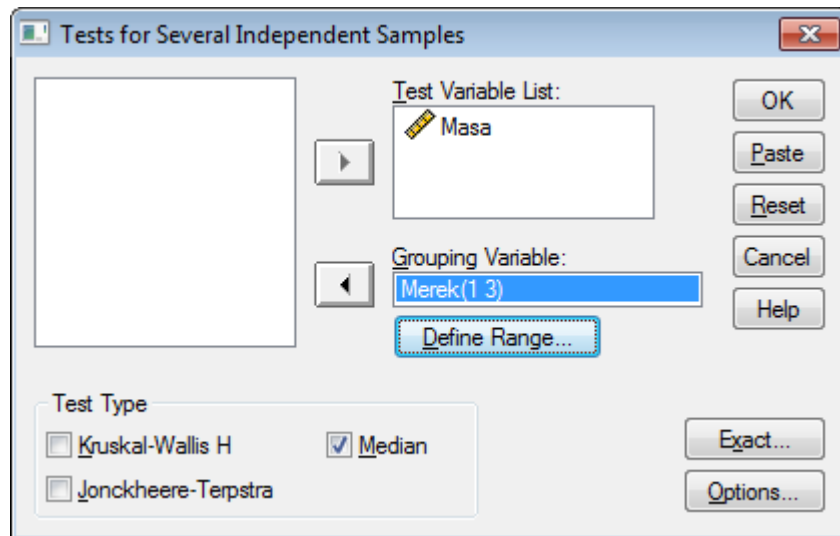 Tests for Several Independent Samples
Test Variable List:
Masa
OK
Paste
Reset
Grouping Variable:
Merek(1 3)
Cancel
Help
Define Range...
Test Type
Kruskal-Wallis H
Median
Jonckheere-Terpstra
Exact...
Options...